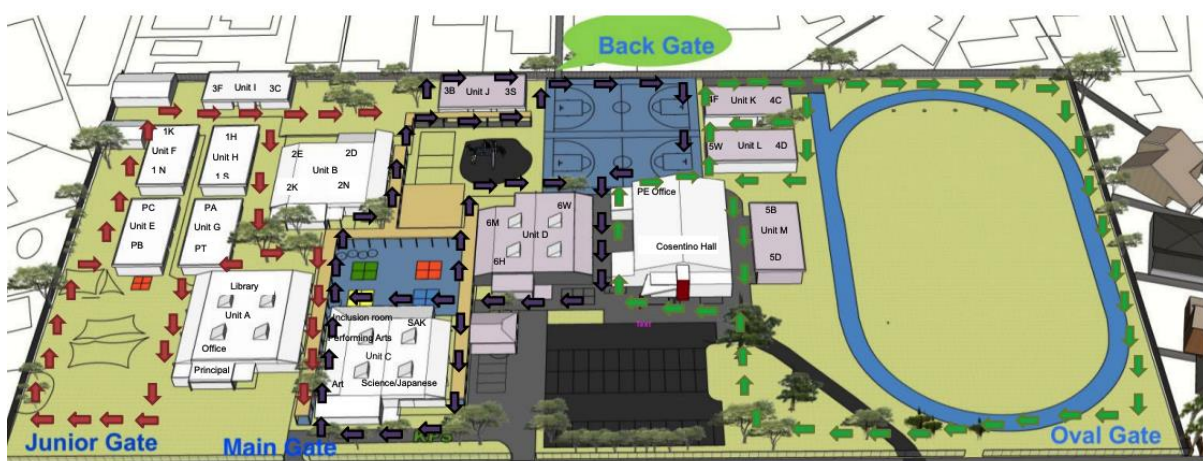 Back Gate
3F Unit I 3C
3B Unit J 3S
4F Unit K 4C
5W Unit L 4D
1K
Unit F
1 N
1H
Unit H
1 S
2E 2D
Unit B
2K 2N
PC
Unit E
PB
PA
Unit G
PT
PE Office
Cosentino Hall
6W
6M Unit D
6H
5B
Unit M
5D
Library
Unit A
Office
Principal
Inclusion room
SAK
Performing Arts
Unit C
Art Science/Japanese
Text
Junior Gate
Main Gate
Oval Gate